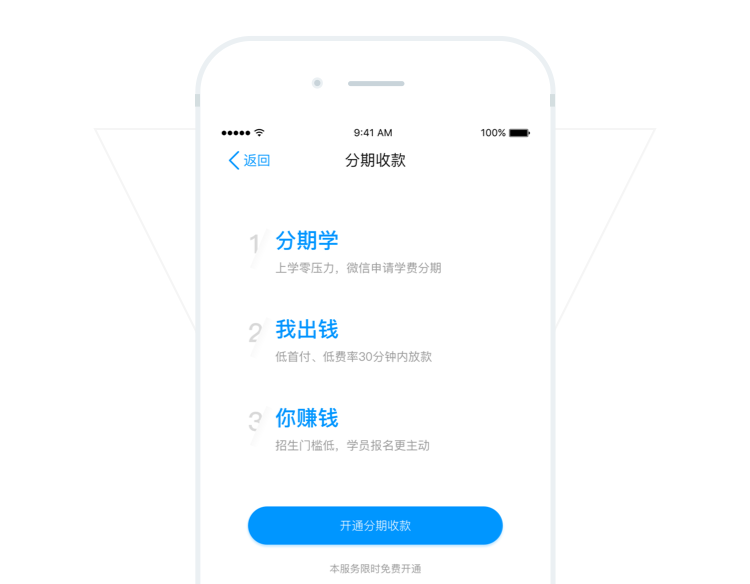 9:41 AM 100%
返回 分期收款
1 分期学
上学零压力，微信申请学费分期
2 我出钱
低首付、低费率30分钟内放款
3 你赚钱
招生门槛低，学员报名更主动
开通分期收款
本服务限时免费开通